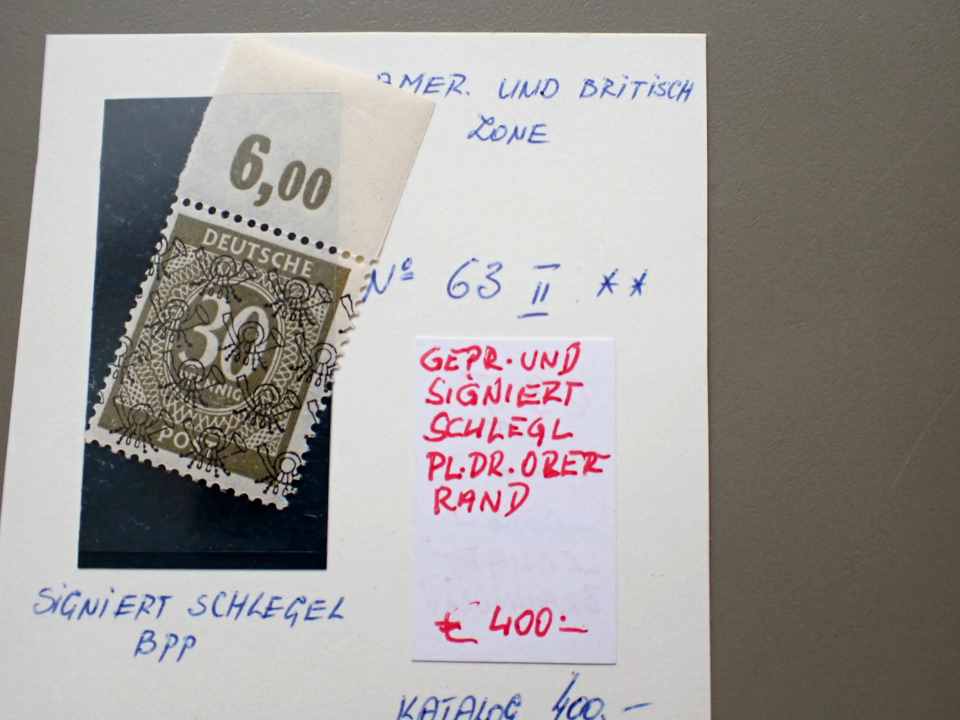 AMER. UND BRITISCH
ZONE
6,00
DEUTSCHE
30
PFENNIG
POST
Nº 63 II **
GEPR. UND
SIGNIERT
SCHLEGL
PL.DR. OBER
RAND
€ 400.-
SIGNIERT SCHLEGEL
BPP
KATALOG 400.-